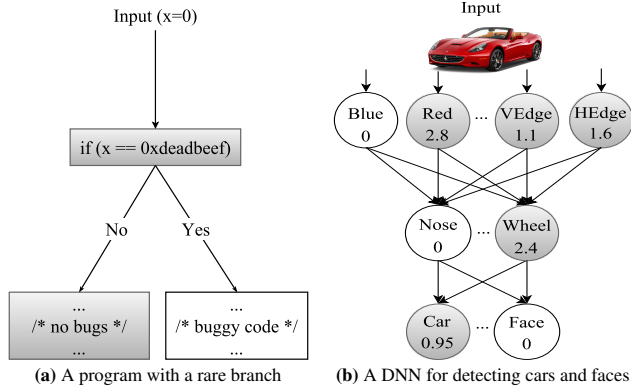 Input (x=0)
if (x == 0xdeadbeef)
No
Yes
...
/* no bugs */
...
...
/* buggy code */
...
(a) A program with a rare branch
Input
Blue
0
Red
2.8
...
VEdge
1.1
HEdge
1.6
Nose
0
...
Wheel
2.4
Car
0.95
...
Face
0
(b) A DNN for detecting cars and faces